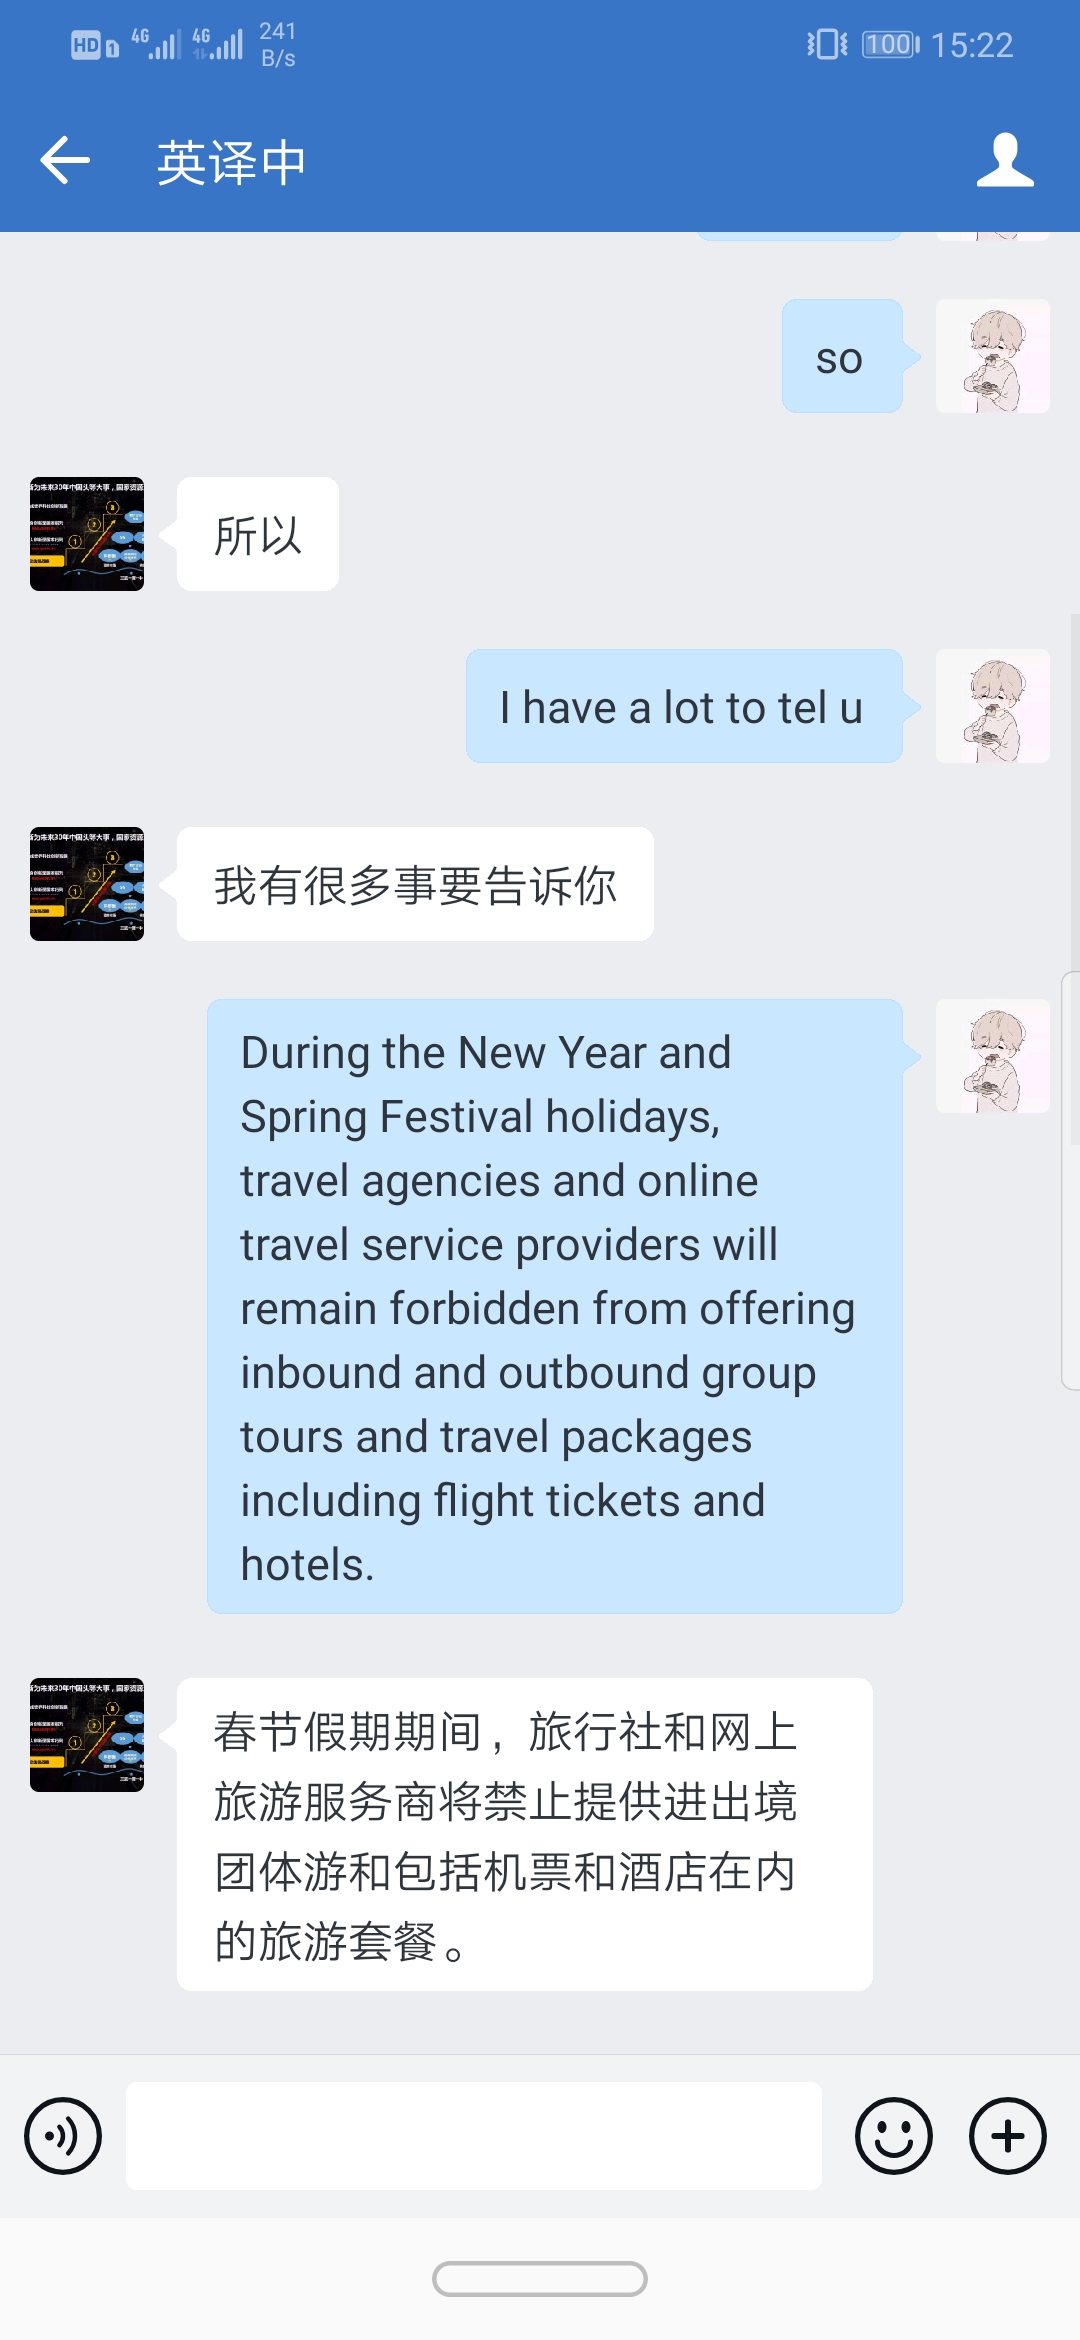 HD 1 4G 4G 241 B/s 100 15:22
英译中
so
所以
I have a lot to tel u
我有很多事要告诉你
During the New Year and
Spring Festival holidays,
travel agencies and online
travel service providers will
remain forbidden from offering
inbound and outbound group
tours and travel packages
including flight tickets and
hotels.
春节假期期间，旅行社和网上
旅游服务商将禁止提供进出境
团体游和包括机票和酒店在内
的旅游套餐。